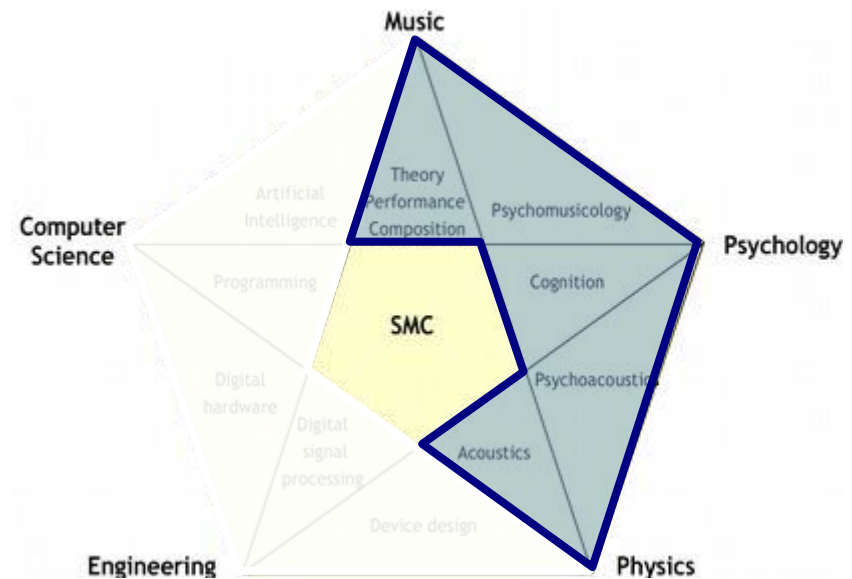 Music
Theory
Performance
Composition
Artificial
Intelligence
Psychomusicology
Computer
Science
Psychology
Programming
Cognition
SMC
Digital
hardware
Psychoacoustics
Digital
signal
processing
Acoustics
Device design
Engineering
Physics